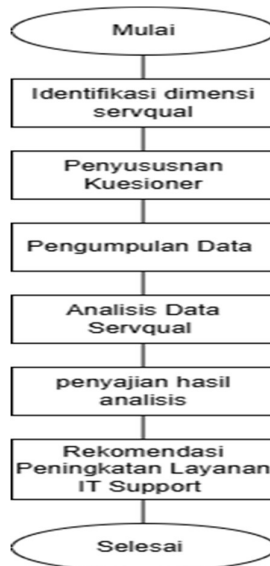 Mulai
Identifikasi dimensi
servqual
Penyususnan
Kuesioner
Pengumpulan Data
Analisis Data
Servqual
penyajian hasil
analisis
Rekomendasi
Peningkatan Layanan
IT Support
Selesai